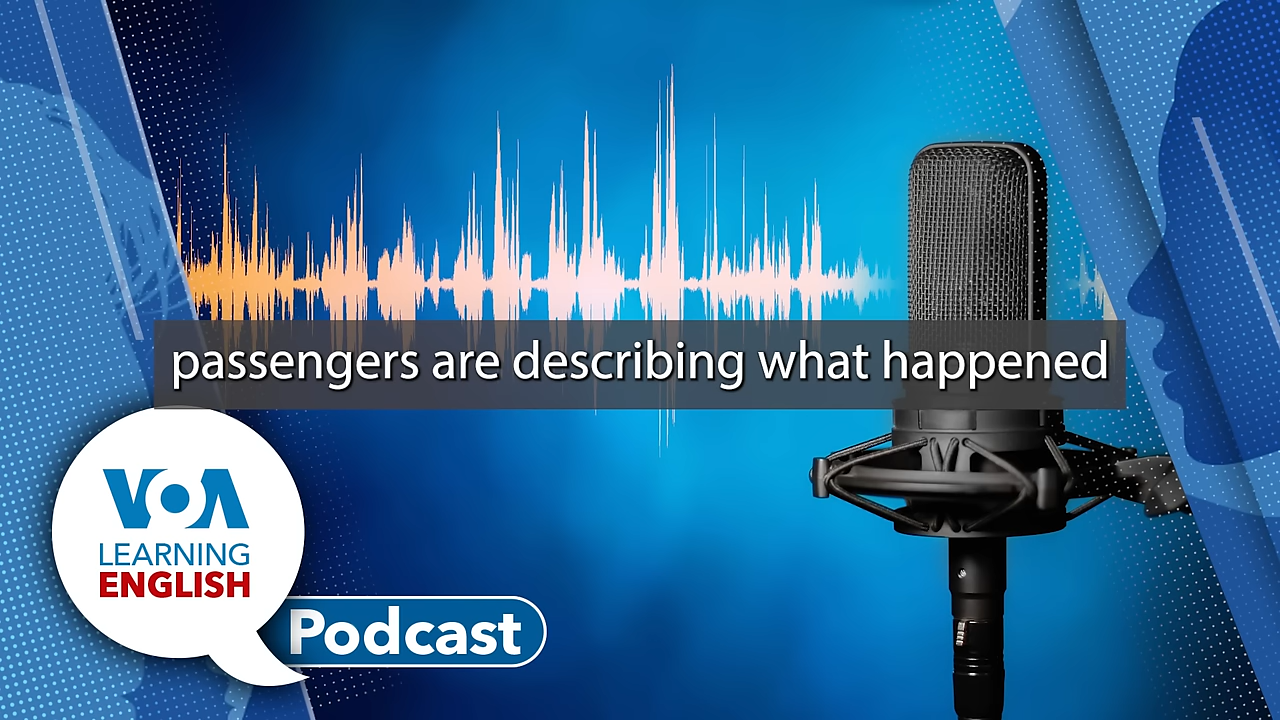 passengers are describing what happened
VOA
LEARNING
ENGLISH
Podcast